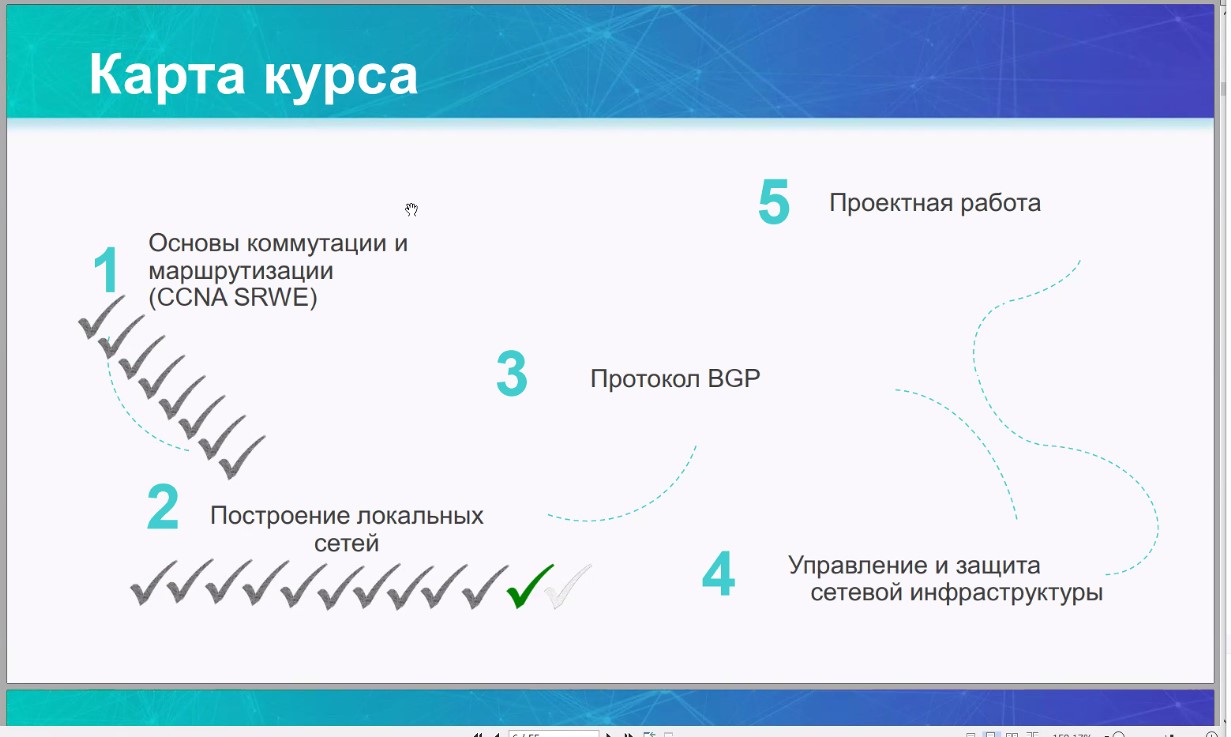 Карта курса
1
Основы коммутации и
маршрутизации
(CCNA SRWE)
2
Построение локальных
сетей
3
Протокол BGP
4
Управление и защита
сетевой инфраструктуры
5
Проектная работа